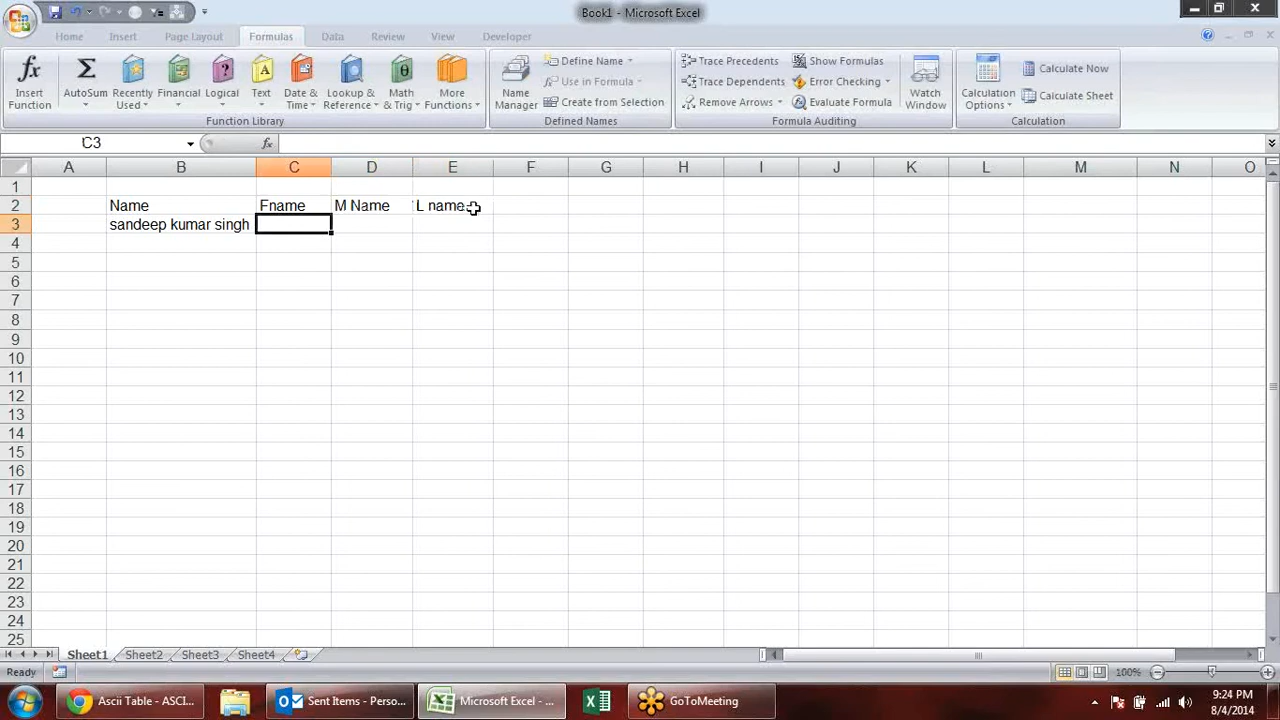 Book1 - Microsoft Excel
Home Insert Page Layout Formulas Data Review View Developer
fx Σ ? A θ
Insert Function
AutoSum
Recently Used
Financial
Logical
Text
Date & Time
Lookup & Reference
Math & Trig
More Functions
Function Library
Name Manager
Define Name
Use in Formula
Create from Selection
Defined Names
Trace Precedents
Trace Dependents
Remove Arrows
Show Formulas
Error Checking
Evaluate Formula
Formula Auditing
Watch Window
Calculation Options
Calculate Now
Calculate Sheet
Calculation
C3 fx
A B C D E F G H I J K L M N O
1
2 Name Fname M Name L name
3 sandeep kumar singh
4
5
6
7
8
9
10
11
12
13
14
15
16
17
18
19
20
21
22
23
24
25
Sheet1 Sheet2 Sheet3 Sheet4
Ready 100%
Ascii Table - ASCI... Sent Items - Perso... Microsoft Excel - ... GoToMeeting
9:24 PM
8/4/2014